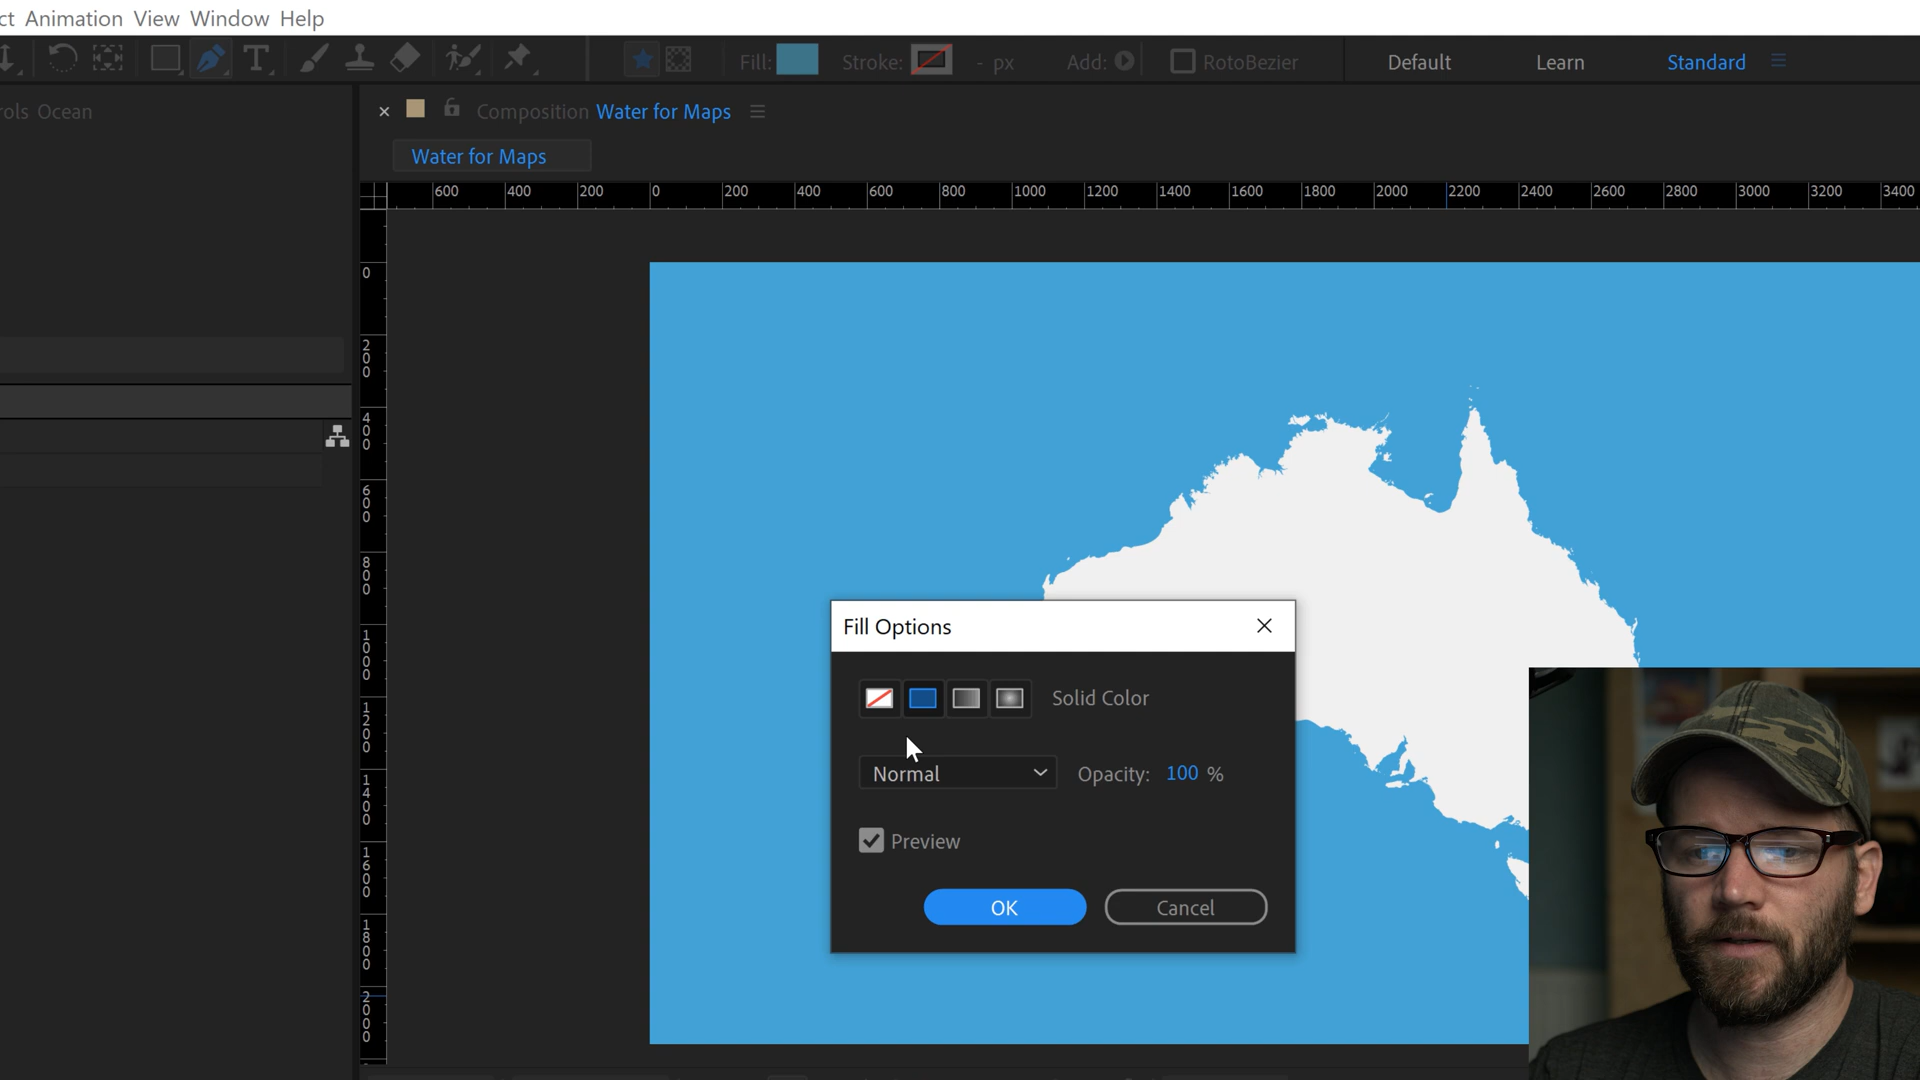 ct Animation View Window Help
Fill: Stroke: - px Add: RotoBezier Default Learn Standard
rols Ocean
× Composition Water for Maps
Water for Maps
600 400 200 0 200 400 600 800 1000 1200 1400 1600 1800 2000 2200 2400 2600 2800 3000 3200 3400
0
200
400
600
800
1000
1200
1400
1600
1800
2000
Fill Options
Solid Color
Normal Opacity: 100 %
Preview
OK Cancel